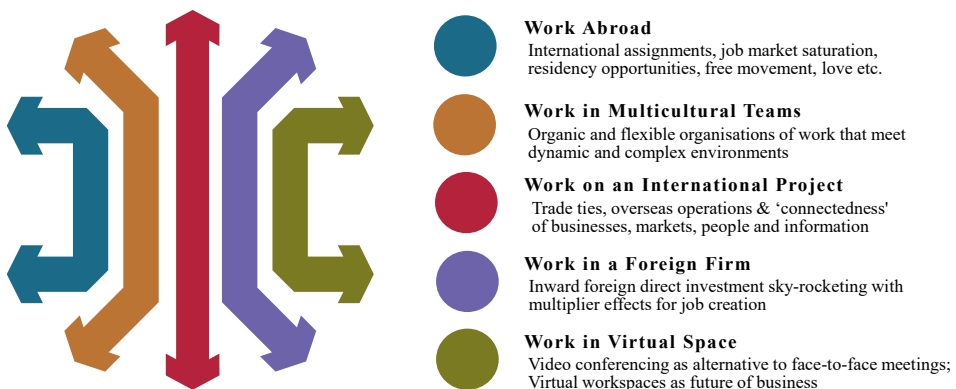 Work Abroad
International assignments, job market saturation,
residency opportunities, free movement, love etc.
Work in Multicultural Teams
Organic and flexible organisations of work that meet
dynamic and complex environments
Work on an International Project
Trade ties, overseas operations & ‘connectedness'
of businesses, markets, people and information
Work in a Foreign Firm
Inward foreign direct investment sky-rocketing with
multiplier effects for job creation
Work in Virtual Space
Video conferencing as alternative to face-to-face meetings;
Virtual workspaces as future of business